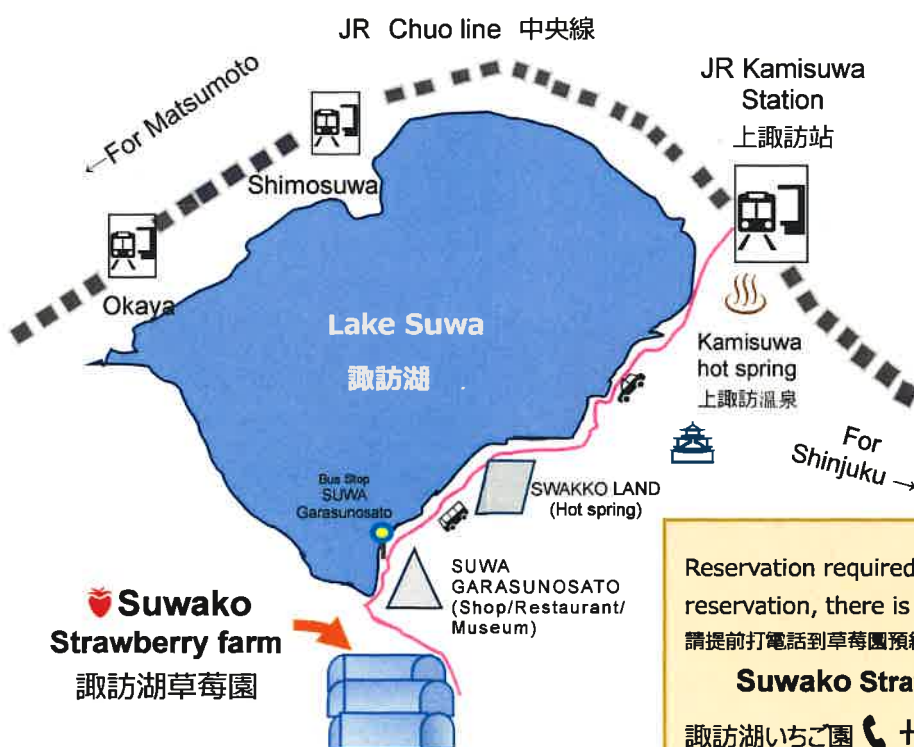 JR Chuo line 中央線
←For Matsumoto
JR Kamisuwa
Station
上諏訪站
Shimosuwa
Okaya
Lake Suwa
諏訪湖
Kamisuwa
hot spring
上諏訪溫泉
For
Shinjuku →
Bus Stop
SUWA
Garasunosato
SWAKKO LAND
(Hot spring)
SUWA
GARASUNOSATO
(Shop/Restaurant/
Museum)
Suwako
Strawberry farm
諏訪湖草莓園
Reservation required
reservation, there is
請提前打電話到草莓園預
Suwako Stra
諏訪湖いちご園